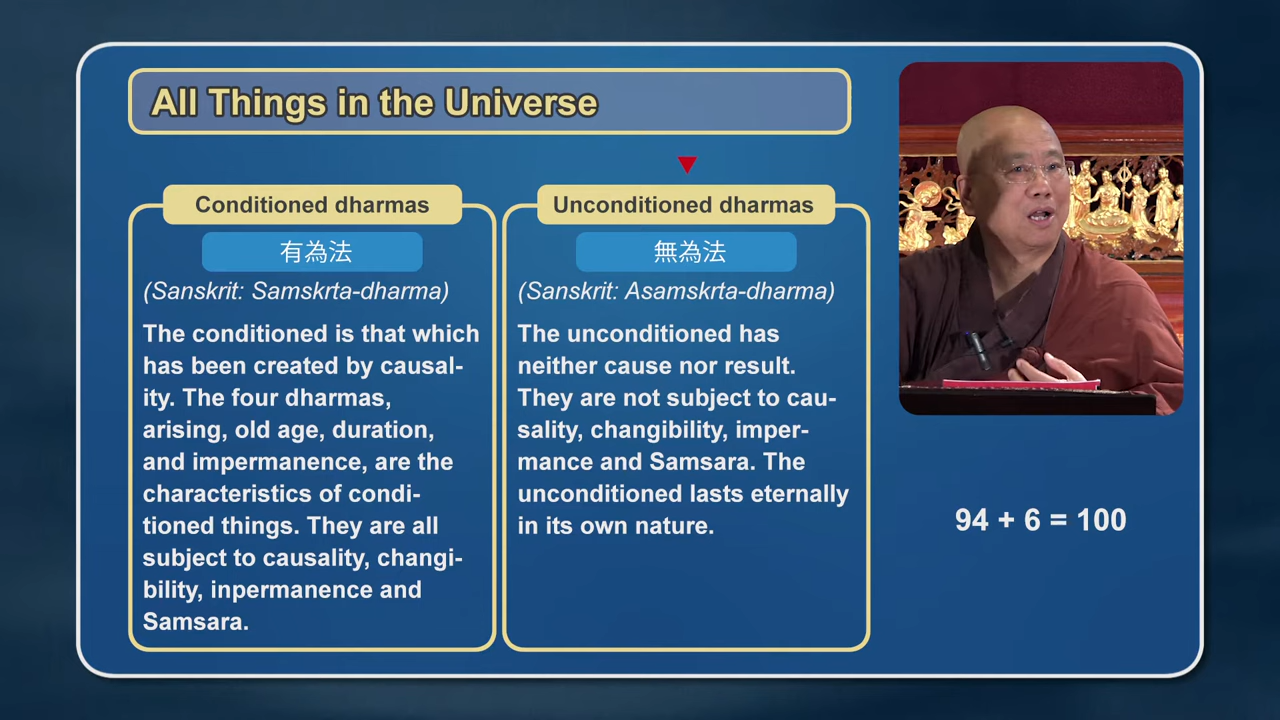 All Things in the Universe
Conditioned dharmas
有為法
(Sanskrit: Samskrta-dharma)
The conditioned is that which
has been created by causal-
ity. The four dharmas,
arising, old age, duration,
and impermanence, are the
characteristics of condi-
tioned things. They are all
subject to causality, changi-
bility, inpermanence and
Samsara.
Unconditioned dharmas
無為法
(Sanskrit: Asamskrta-dharma)
The unconditioned has
neither cause nor result.
They are not subject to cau-
sality, changibility, imper-
mance and Samsara. The
unconditioned lasts eternally
in its own nature.
94 + 6 = 100